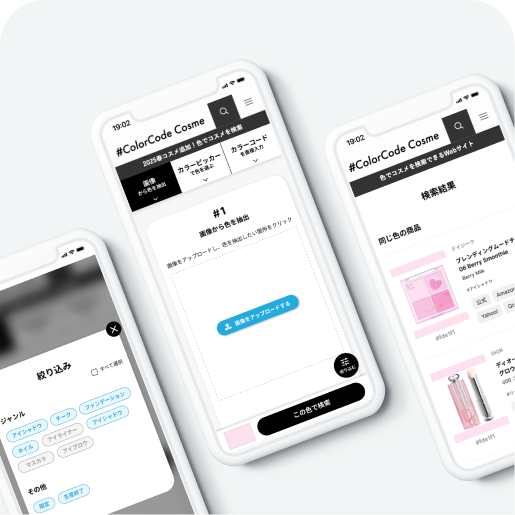 絞り込み
すべて選択
ジャンル
アイシャドウ
チーク
ファンデーション
ネイル
アイライナー
アイシャドウ
マスカラ
アイブロウ
その他
限定
生産終了
19:02
#ColorCode Cosme
2025春コスメ追加！色でコスメを検索
画像
から色を抽出
カラーピッカー
で色を選ぶ
カラーコード
を直接入力
#1
画像から色を抽出
画像をアップロードし、色を抽出したい箇所をクリック
画像をアップロードする
絞り込む
この色で検索
19:02
#ColorCode Cosme
色でコスメを検索できるWebサイト
検索結果
同じ色の商品
デイジーク
ブレンディングムードチ
06 Berry Smoothie
Berry Milk
#アイシャドウ
公式
Amazon
Yahoo!
#fde1f1
DIOR
ディオー
グロウ
#fde1f1